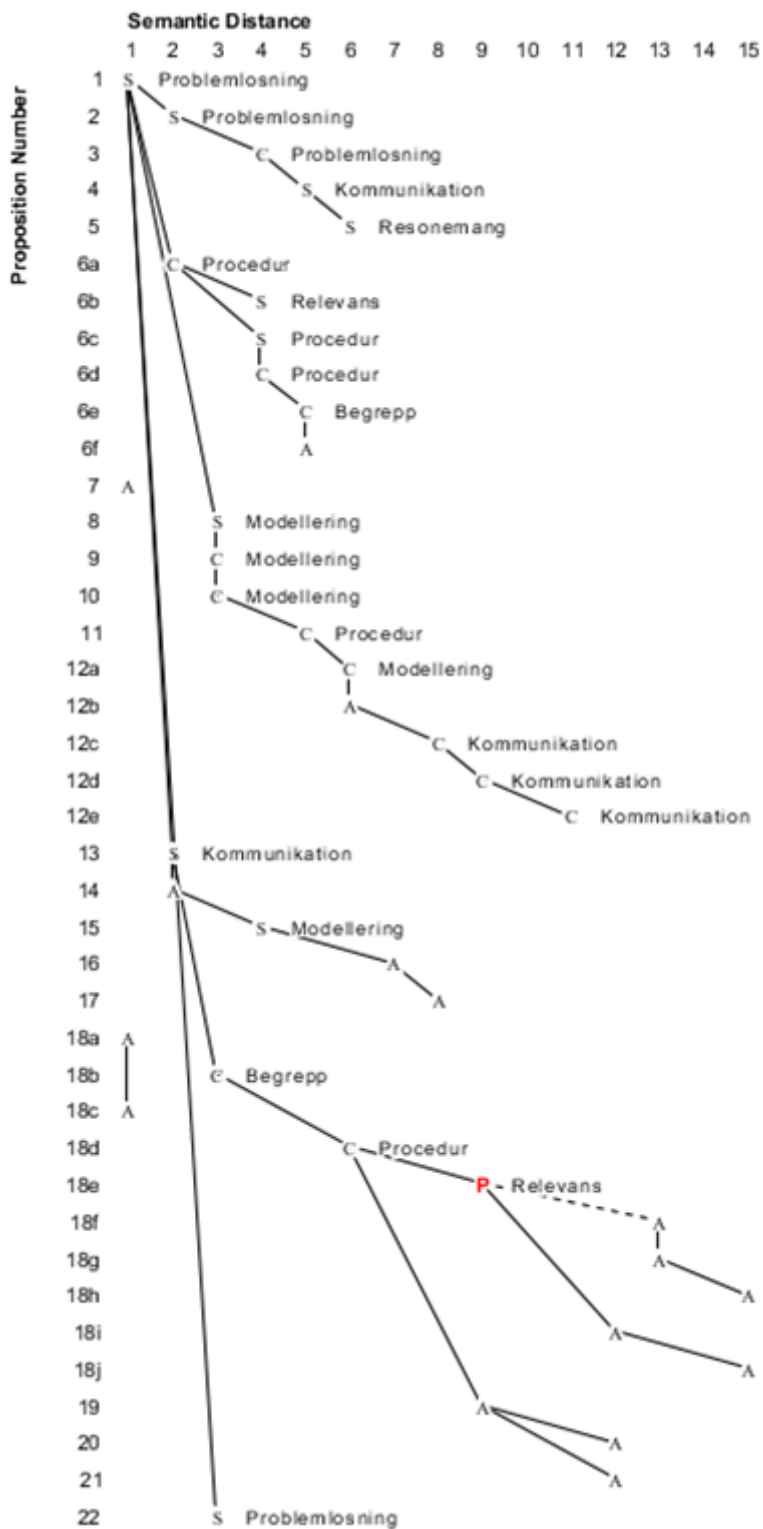 Semantic Distance
1 2 3 4 5 6 7 8 9 10 11 12 13 14 15
Proposition Number
1 S Problemlosning
2 S Problemlosning
3 C Problemlosning
4 S Kommunikation
5 S Resonemang
6a C Procedur
6b S Relevans
6c S Procedur
6d C Procedur
6e C Begrepp
6f A
7 A
8 S Modellering
9 C Modellering
10 C Modellering
11 C Procedur
12a C Modellering
12b A
12c C Kommunikation
12d C Kommunikation
12e C Kommunikation
13 S Kommunikation
14 A
15 S Modellering
16 A
17 A
18a A
18b C Begrepp
18c A
18d C Procedur
18e P Relevans
18f A
18g A
18h A
18i A
18j A
19 A
20 A
21 A
22 S Problemlosning